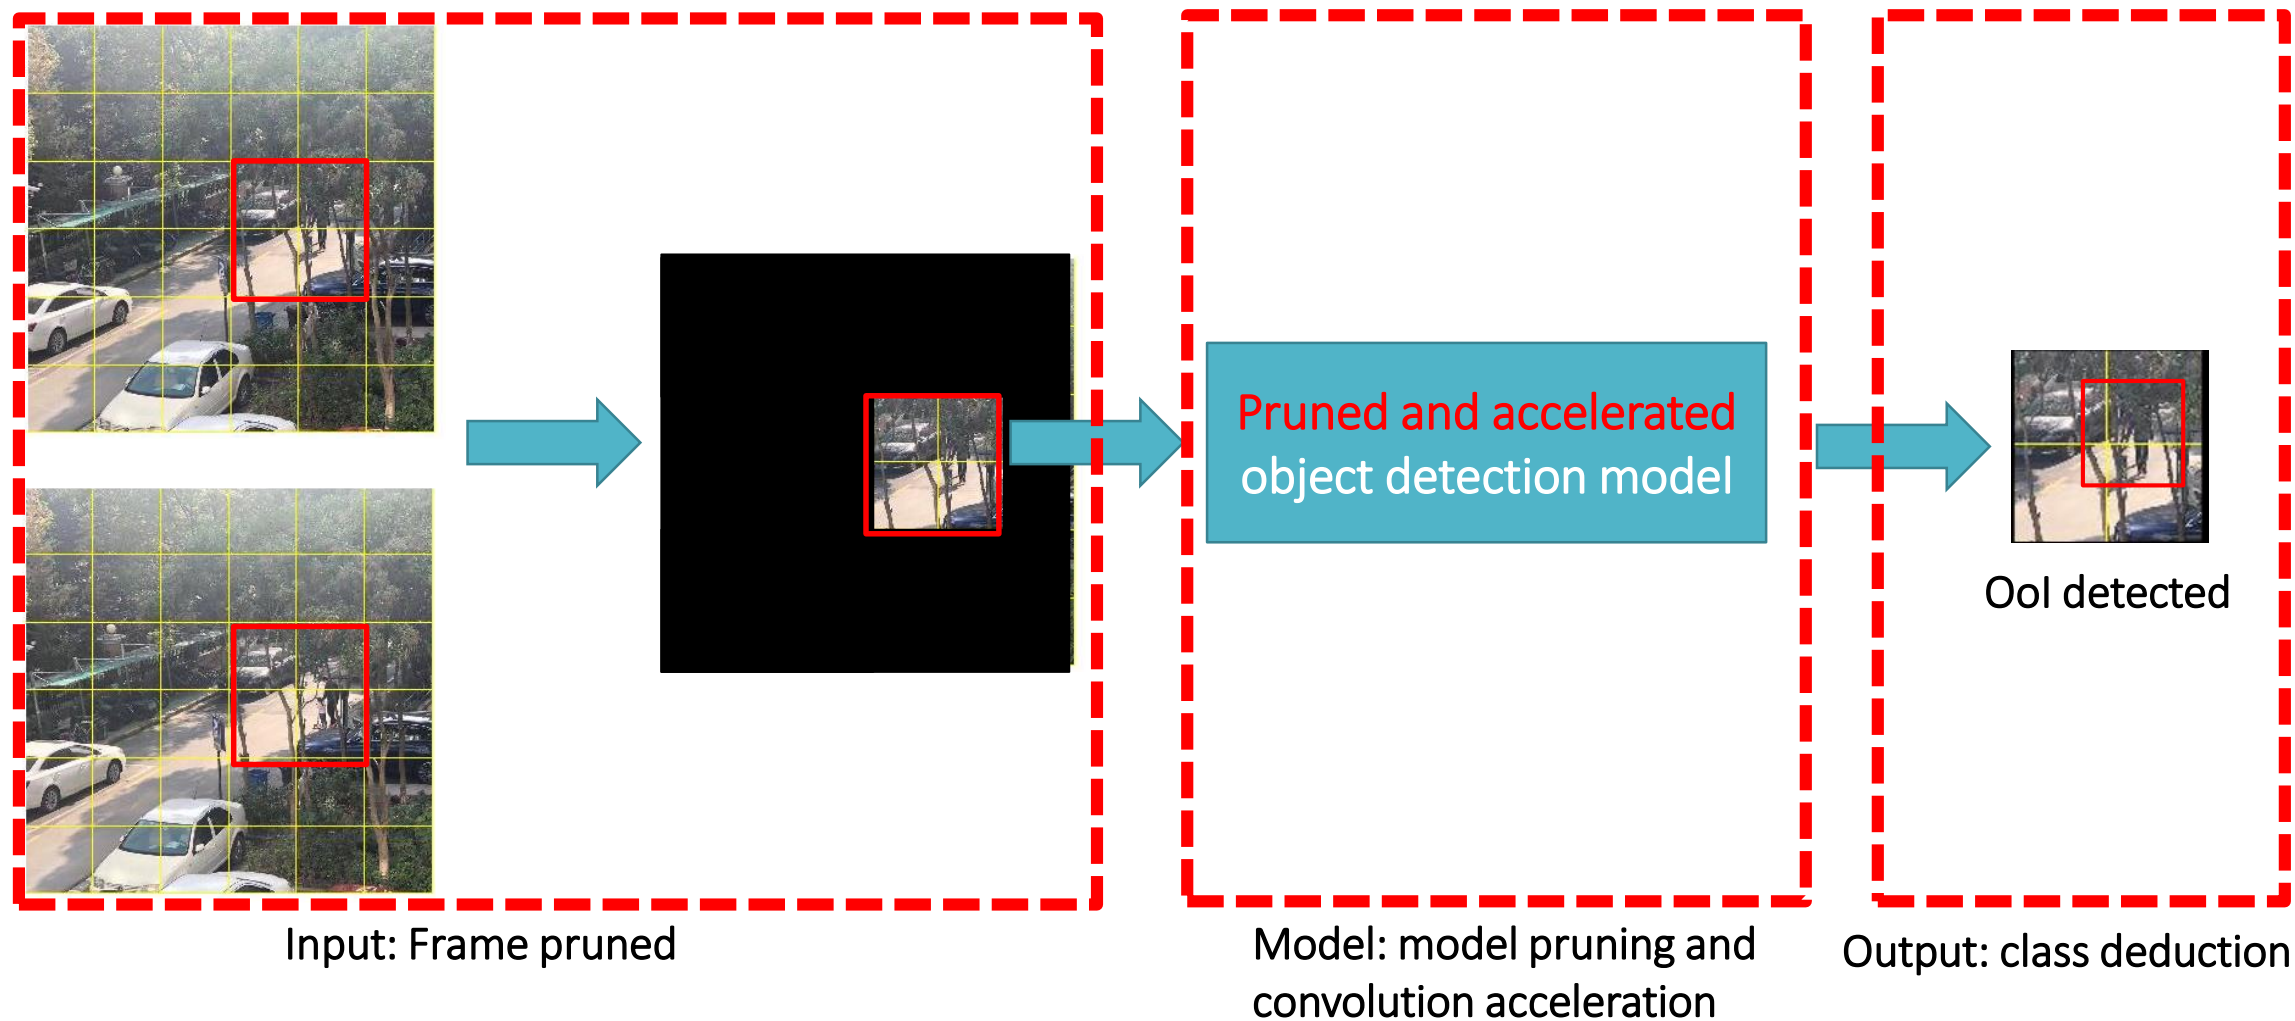 Pruned and accelerated
object detection model
OoI detected
Input: Frame pruned
Model: model pruning and
convolution acceleration
Output: class deduction